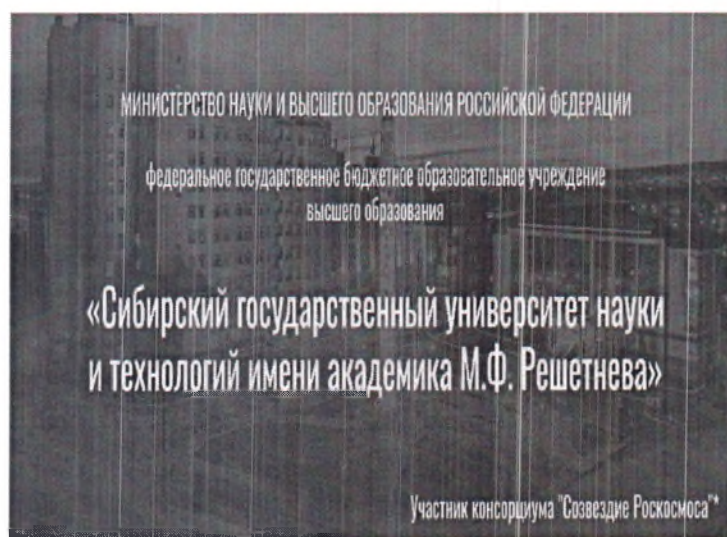 МИНИСТЕРСТВО НАУКИ И ВЫСШЕГО ОБРАЗОВАНИЯ РОССИЙСКОЙ ФЕДЕРАЦИИ
федеральное государственное бюджетное образовательное учреждение
высшего образования
«Сибирский государственный университет науки
и технологий имени академика М.Ф. Решетнева»
Участник консорциума "Созвездие Роскосмоса"*